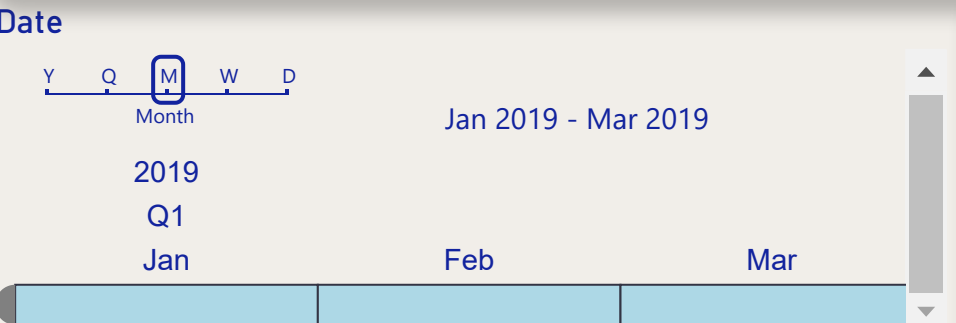 Date
Y Q M W D
Month
Jan 2019 - Mar 2019
2019
Q1
Jan Feb Mar